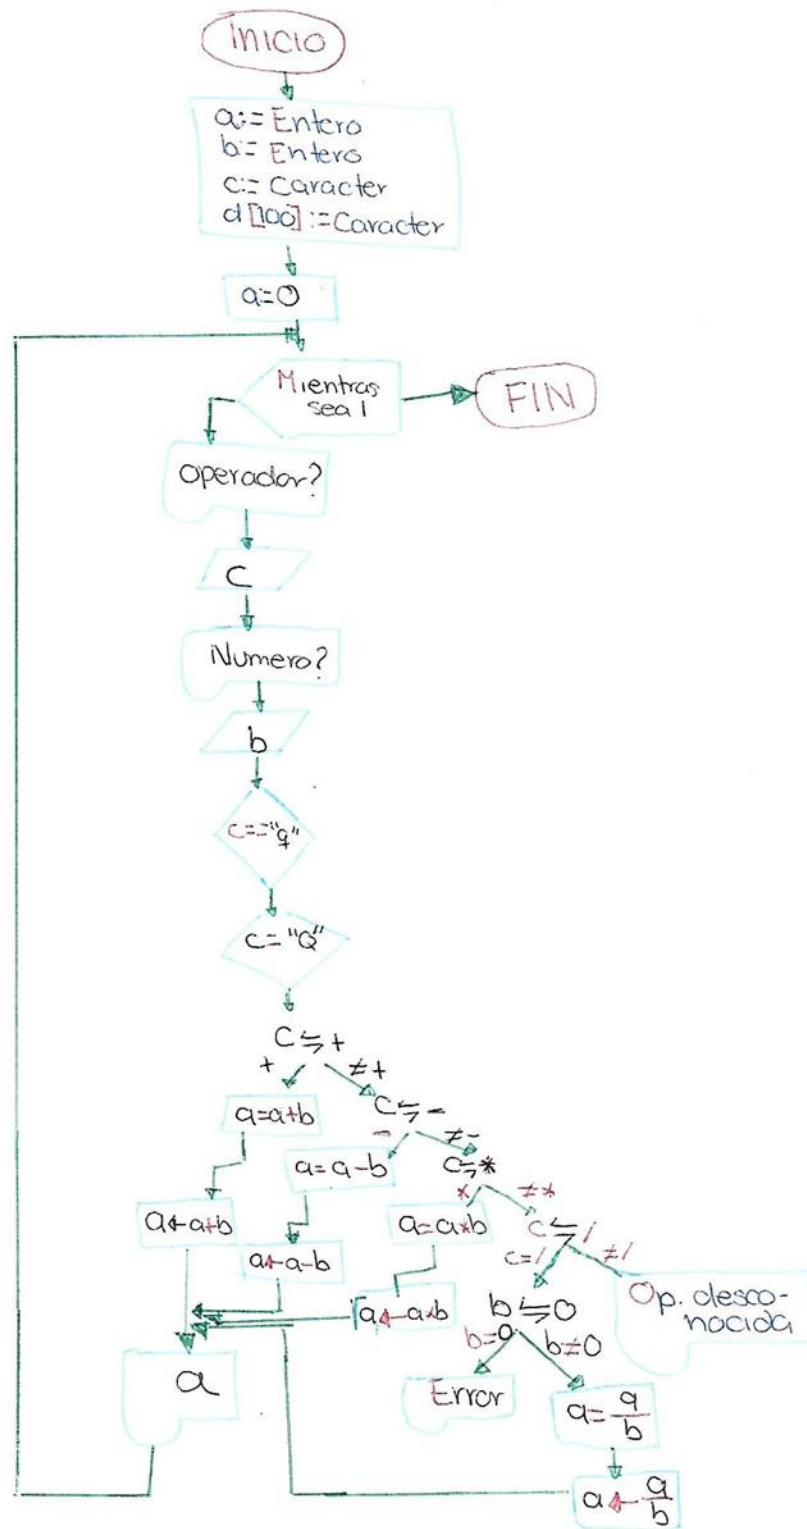 Inicio
a:= Entero
b:= Entero
c:= Caracter
d [100] := Caracter
a:=0
Mientras
sea 1
FIN
operador?
c
Numero?
b
c=="q"
c="Q"
c ⇆ +
+
≠+
a=a+b
c ⇆ -
-
≠-
a=a-b
c ⇆ *
*
≠*
a←a+b
a=a*b
c ⇆ /
c=/
≠/
a←a-b
a←a*b
b ⇆ 0
Op. desco-
nocida
b=0
b≠0
a
Error
a=a/b
a←a/b